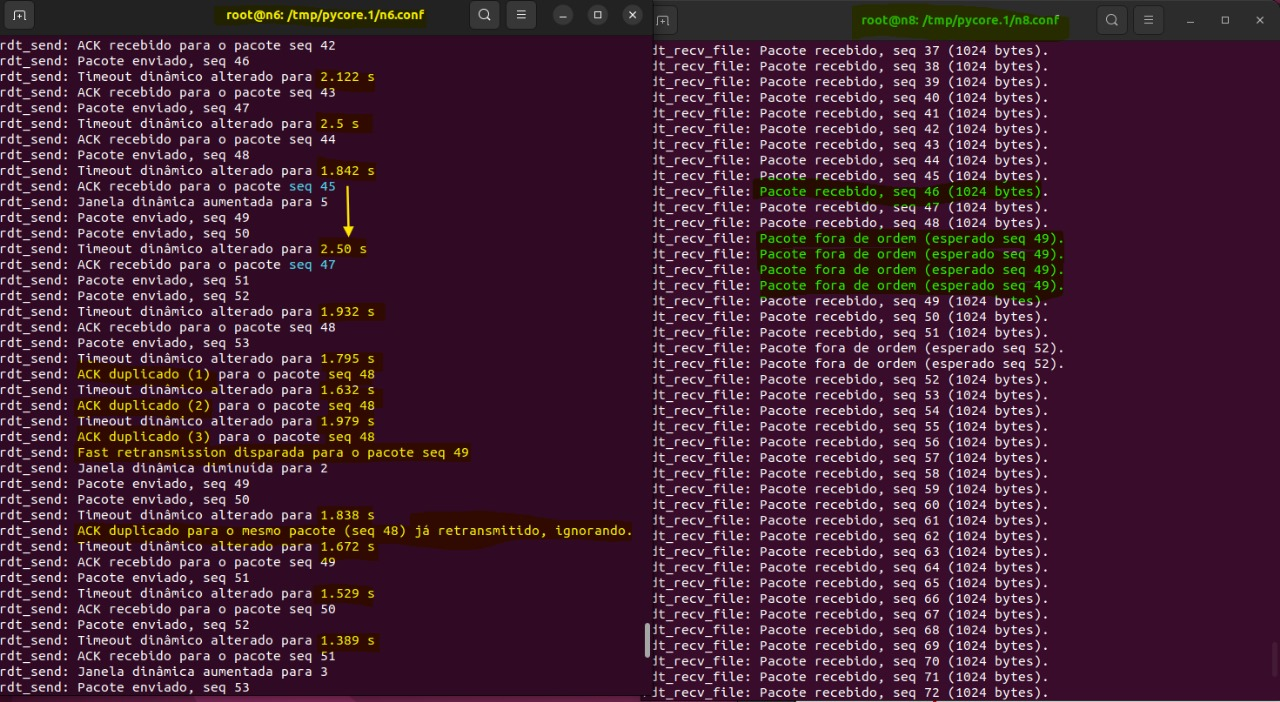 root@n6: /tmp/pycore.1/n6.conf
rdt_send: ACK recebido para o pacote seq 42
rdt_send: Pacote enviado, seq 46
rdt_send: Timeout dinâmico alterado para 2.122 s
rdt_send: ACK recebido para o pacote seq 43
rdt_send: Pacote enviado, seq 47
rdt_send: Timeout dinâmico alterado para 2.5 s
rdt_send: ACK recebido para o pacote seq 44
rdt_send: Pacote enviado, seq 48
rdt_send: Timeout dinâmico alterado para 1.842 s
rdt_send: ACK recebido para o pacote seq 45
rdt_send: Janela dinâmica aumentada para 5
rdt_send: Pacote enviado, seq 49
rdt_send: Pacote enviado, seq 50
rdt_send: Timeout dinâmico alterado para 2.50 s
rdt_send: ACK recebido para o pacote seq 47
rdt_send: Pacote enviado, seq 51
rdt_send: Pacote enviado, seq 52
rdt_send: Timeout dinâmico alterado para 1.932 s
rdt_send: ACK recebido para o pacote seq 48
rdt_send: Pacote enviado, seq 53
rdt_send: Timeout dinâmico alterado para 1.795 s
rdt_send: ACK duplicado (1) para o pacote seq 48
rdt_send: Timeout dinâmico alterado para 1.632 s
rdt_send: ACK duplicado (2) para o pacote seq 48
rdt_send: Timeout dinâmico alterado para 1.979 s
rdt_send: ACK duplicado (3) para o pacote seq 48
rdt_send: Fast retransmission disparada para o pacote seq 49
rdt_send: Janela dinâmica diminuída para 2
rdt_send: Pacote enviado, seq 49
rdt_send: Pacote enviado, seq 50
rdt_send: Timeout dinâmico alterado para 1.838 s
rdt_send: ACK duplicado para o mesmo pacote (seq 48) já retransmitido, ignorando.
rdt_send: Timeout dinâmico alterado para 1.672 s
rdt_send: ACK recebido para o pacote seq 49
rdt_send: Pacote enviado, seq 51
rdt_send: Timeout dinâmico alterado para 1.529 s
rdt_send: ACK recebido para o pacote seq 50
rdt_send: Pacote enviado, seq 52
rdt_send: Timeout dinâmico alterado para 1.389 s
rdt_send: ACK recebido para o pacote seq 51
rdt_send: Janela dinâmica aumentada para 3
rdt_send: Pacote enviado, seq 53
root@n8: /tmp/pycore.1/n8.conf
dt_recv_file: Pacote recebido, seq 37 (1024 bytes).
dt_recv_file: Pacote recebido, seq 38 (1024 bytes).
dt_recv_file: Pacote recebido, seq 39 (1024 bytes).
dt_recv_file: Pacote recebido, seq 40 (1024 bytes).
dt_recv_file: Pacote recebido, seq 41 (1024 bytes).
dt_recv_file: Pacote recebido, seq 42 (1024 bytes).
dt_recv_file: Pacote recebido, seq 43 (1024 bytes).
dt_recv_file: Pacote recebido, seq 44 (1024 bytes).
dt_recv_file: Pacote recebido, seq 45 (1024 bytes).
dt_recv_file: Pacote recebido, seq 46 (1024 bytes).
dt_recv_file: Pacote recebido, seq 47 (1024 bytes).
dt_recv_file: Pacote recebido, seq 48 (1024 bytes).
dt_recv_file: Pacote fora de ordem (esperado seq 49).
dt_recv_file: Pacote fora de ordem (esperado seq 49).
dt_recv_file: Pacote fora de ordem (esperado seq 49).
dt_recv_file: Pacote fora de ordem (esperado seq 49).
dt_recv_file: Pacote recebido, seq 49 (1024 bytes).
dt_recv_file: Pacote recebido, seq 50 (1024 bytes).
dt_recv_file: Pacote recebido, seq 51 (1024 bytes).
dt_recv_file: Pacote fora de ordem (esperado seq 52).
dt_recv_file: Pacote fora de ordem (esperado seq 52).
dt_recv_file: Pacote recebido, seq 52 (1024 bytes).
dt_recv_file: Pacote recebido, seq 53 (1024 bytes).
dt_recv_file: Pacote recebido, seq 54 (1024 bytes).
dt_recv_file: Pacote recebido, seq 55 (1024 bytes).
dt_recv_file: Pacote recebido, seq 56 (1024 bytes).
dt_recv_file: Pacote recebido, seq 57 (1024 bytes).
dt_recv_file: Pacote recebido, seq 58 (1024 bytes).
dt_recv_file: Pacote recebido, seq 59 (1024 bytes).
dt_recv_file: Pacote recebido, seq 60 (1024 bytes).
dt_recv_file: Pacote recebido, seq 61 (1024 bytes).
dt_recv_file: Pacote recebido, seq 62 (1024 bytes).
dt_recv_file: Pacote recebido, seq 63 (1024 bytes).
dt_recv_file: Pacote recebido, seq 64 (1024 bytes).
dt_recv_file: Pacote recebido, seq 65 (1024 bytes).
dt_recv_file: Pacote recebido, seq 66 (1024 bytes).
dt_recv_file: Pacote recebido, seq 67 (1024 bytes).
dt_recv_file: Pacote recebido, seq 68 (1024 bytes).
dt_recv_file: Pacote recebido, seq 69 (1024 bytes).
dt_recv_file: Pacote recebido, seq 70 (1024 bytes).
dt_recv_file: Pacote recebido, seq 71 (1024 bytes).
dt_recv_file: Pacote recebido, seq 72 (1024 bytes).